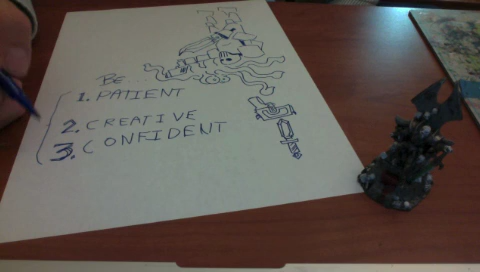 BE
1. PATIENT
2. CREATIVE
3. CONFIDENT